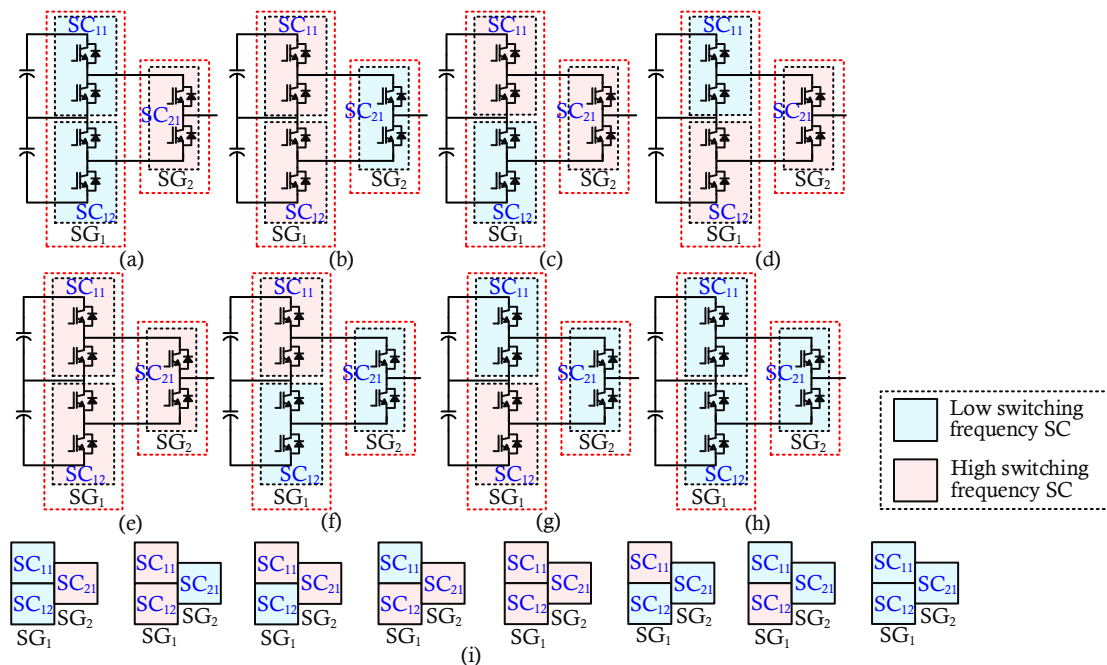 SC11 SC11 SC11 SC11
SC21 SC21 SC21 SC21
SG2 SG2 SG2 SG2
SC12 SC12 SC12 SC12
SG1 SG1 SG1 SG1
(a) (b) (c) (d)
SC11 SC11 SC11 SC11
SC21 SC21 SC21 SC21
SG2 SG2 SG2 SG2
SC12 SC12 SC12 SC12
SG1 SG1 SG1 SG1
(e) (f) (g) (h)
Low switching
frequency SC
High switching
frequency SC
SC11 SC11 SC11 SC11 SC11 SC11 SC11 SC11
SC21 SC21 SC21 SC21 SC21 SC21 SC21 SC21
SC12 SC12 SC12 SC12 SC12 SC12 SC12 SC12
SG2 SG2 SG2 SG2 SG2 SG2 SG2 SG2
SG1 SG1 SG1 SG1 SG1 SG1 SG1 SG1
(i)